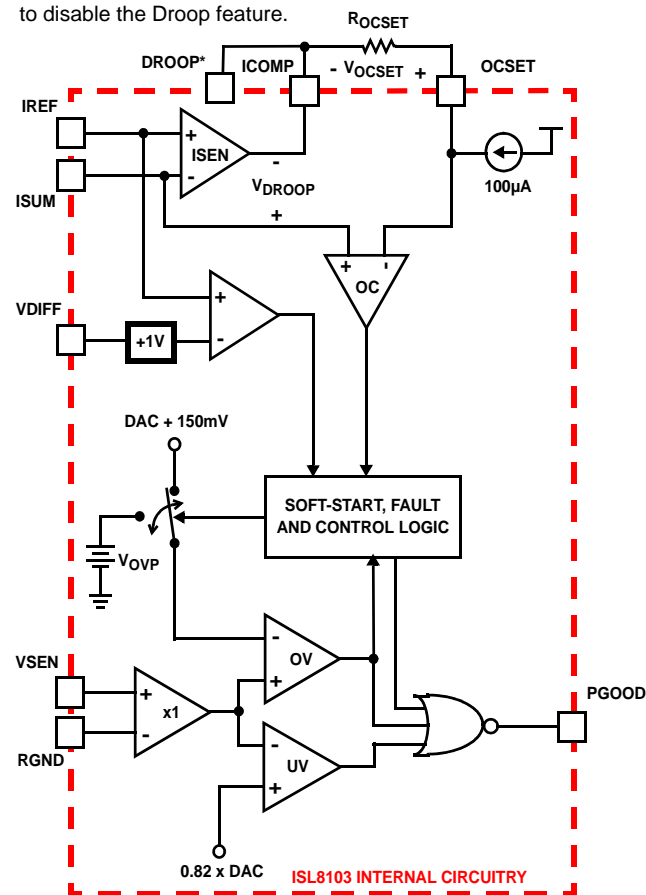 to disable the Droop feature.
ROCSET
DROOP*
ICOMP
- VOCSET +
OCSET
IREF
+
ISEN
-
-
VDROOP
+
100µA
ISUM
+ -
OC
VDIFF
+
-
+1V
DAC + 150mV
SOFT-START, FAULT
AND CONTROL LOGIC
VOVP
-
OV
+
VSEN
+
x1
-
RGND
-
UV
+
PGOOD
0.82 x DAC
ISL8103 INTERNAL CIRCUITRY